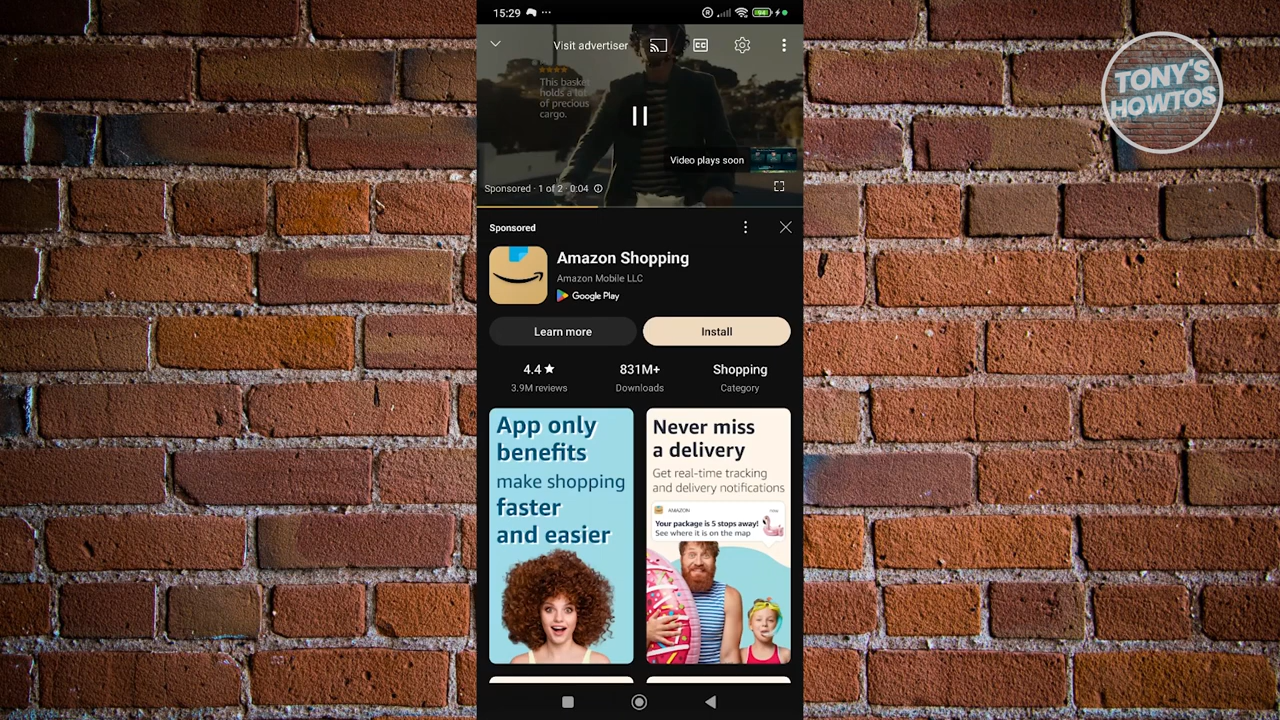 15:29
94
Visit advertiser
CC
This basket
holds a lot
of precious
cargo.
Video plays soon
Sponsored · 1 of 2 · 0:04
Sponsored
Amazon Shopping
Amazon Mobile LLC
Google Play
Learn more
Install
4.4★
831M+
Shopping
3.9M reviews
Downloads
Category
App only
benefits
make shopping
faster
and easier
Never miss
a delivery
Get real-time tracking
and delivery notifications
AMAZON
Your package is 5 stops away!
See where it is on the map
TONY'S
HOWTOS